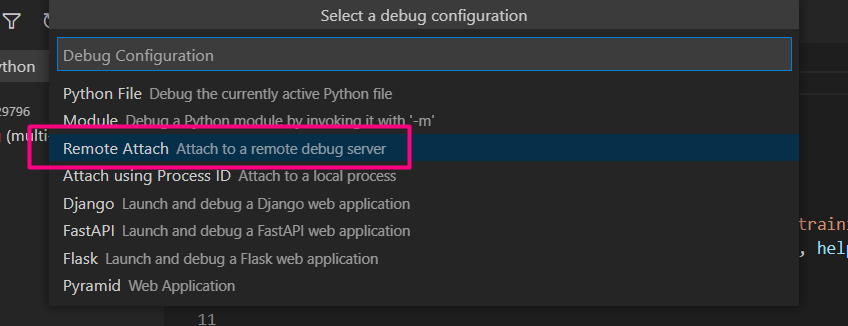 Select a debug configuration
Debug Configuration
ython
Python File Debug the currently active Python file
29796
Module Debug a Python module by invoking it with '-m'
(multi-
Remote Attach Attach to a remote debug server
Attach using Process ID Attach to a local process
Django Launch and debug a Django web application
traini
FastAPI Launch and debug a FastAPI web application
, help
Flask Launch and debug a Flask web application
Pyramid Web Application
11